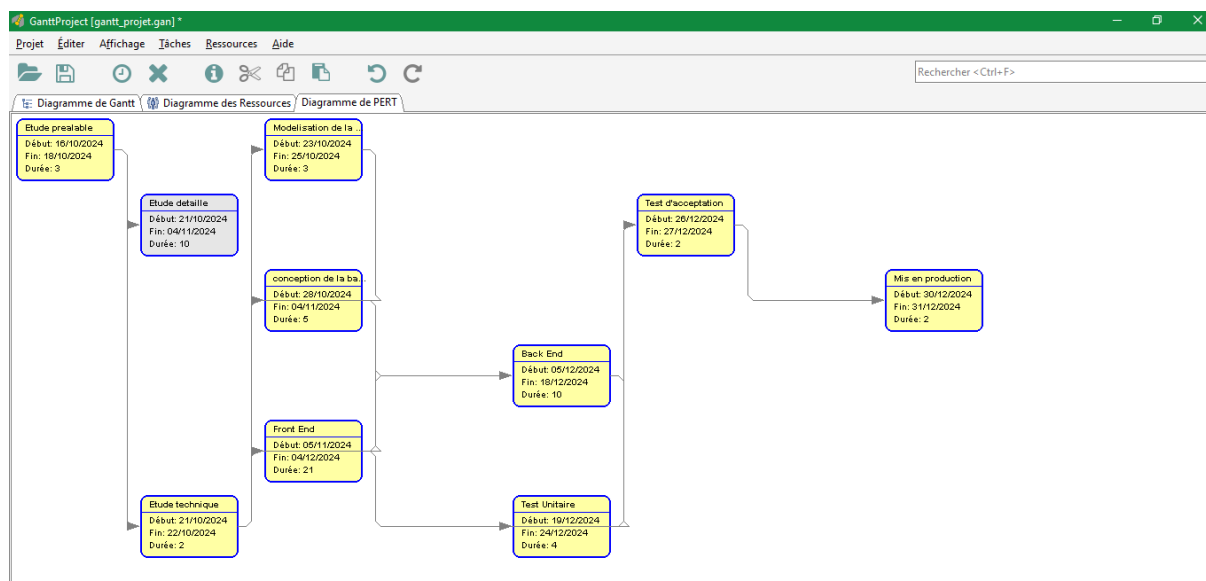 GanttProject [gantt_projet.gan] *
Projet Éditer Affichage Tâches Ressources Aide
Rechercher <Ctrl+F>
Diagramme de Gantt
Diagramme des Ressources
Diagramme de PERT
Etude prealable
Début: 16/10/2024
Fin: 18/10/2024
Durée: 3
Modelisation de la ...
Début: 23/10/2024
Fin: 25/10/2024
Durée: 3
Etude detaille
Début: 21/10/2024
Fin: 04/11/2024
Durée: 10
Test d'acceptation
Début: 26/12/2024
Fin: 27/12/2024
Durée: 2
conception de la ba...
Début: 28/10/2024
Fin: 04/11/2024
Durée: 5
Mis en production
Début: 30/12/2024
Fin: 31/12/2024
Durée: 2
Back End
Début: 05/12/2024
Fin: 18/12/2024
Durée: 10
Front End
Début: 05/11/2024
Fin: 04/12/2024
Durée: 21
Etude technique
Début: 21/10/2024
Fin: 22/10/2024
Durée: 2
Test Unitaire
Début: 19/12/2024
Fin: 24/12/2024
Durée: 4